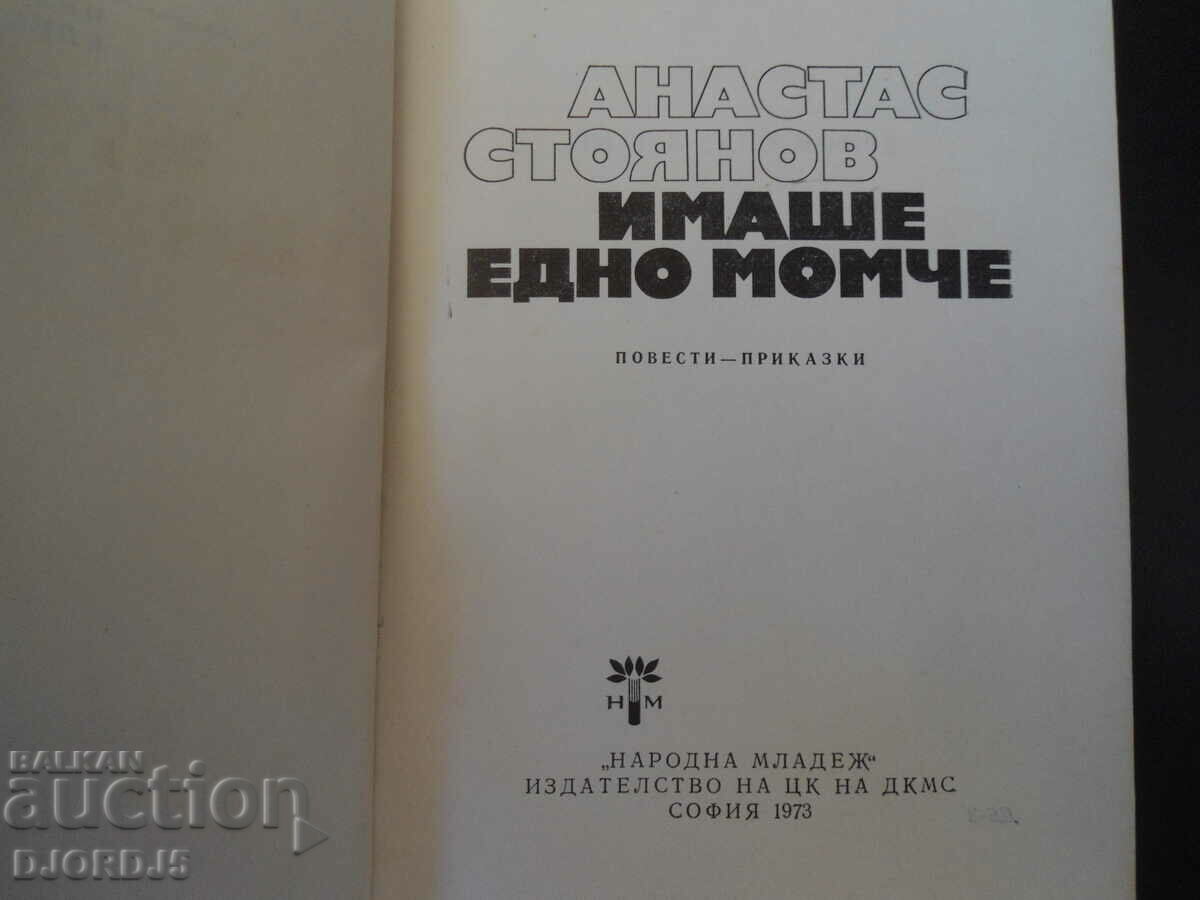 АНАСТАС
СТОЯНОВ
ИМАШЕ
ЕДНО МОМЧЕ
ПОВЕСТИ—ПРИКАЗКИ
Н М
„НАРОДНА МЛАДЕЖ“
ИЗДАТЕЛСТВО НА ЦК НА ДКМС
СОФИЯ 1973
BALKAN
auction
DJORDJ5